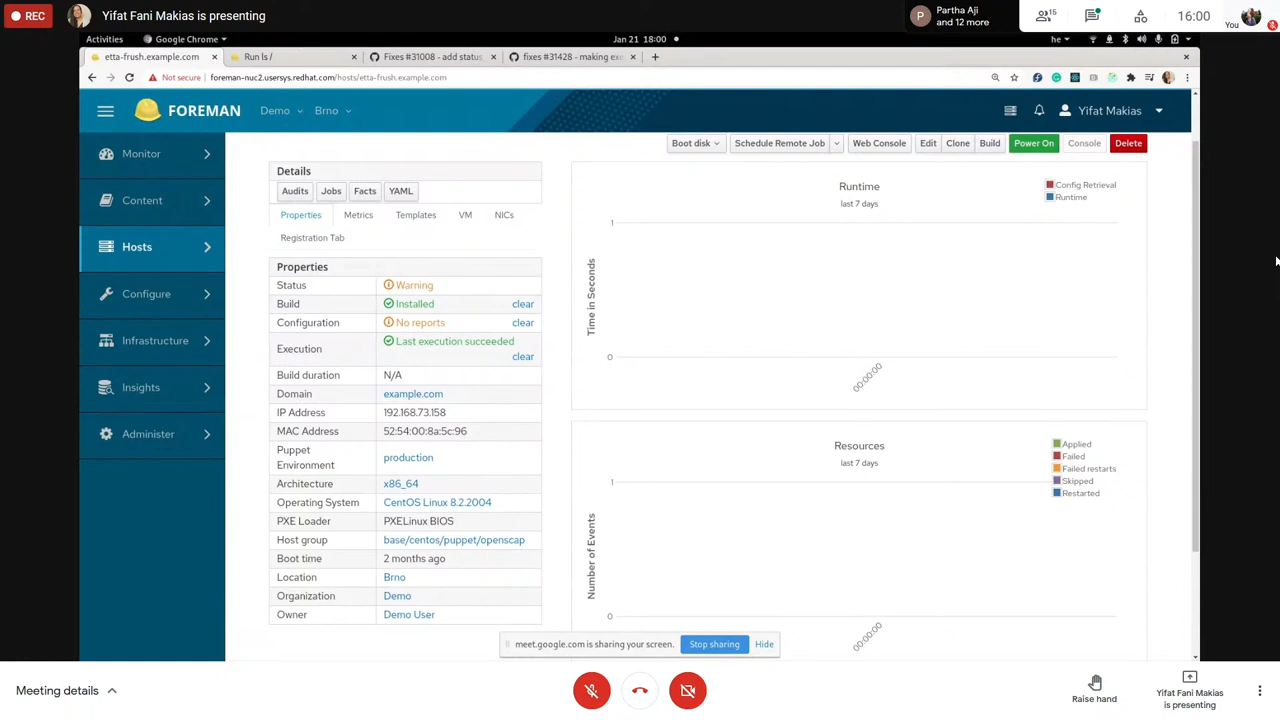 REC
Yifat Fani Makias is presenting
Partha Aji
and 12 more
15
16:00
You
Activities
Google Chrome
Jan 21 18:00
he
etta-frush.example.com
Run ls /
Fixes #31008 - add status
fixes #31428 - making exe
Not secure
foreman-nuc2.usersys.redhat.com/hosts/etta-frush.example.com
FOREMAN
Demo
Brno
Yifat Makias
Monitor
Content
Hosts
Configure
Infrastructure
Insights
Administer
Boot disk
Schedule Remote Job
Web Console
Edit
Clone
Build
Power On
Console
Delete
Details
Audits
Jobs
Facts
YAML
Properties
Metrics
Templates
VM
NICs
Registration Tab
Properties
Status Warning
Build Installed clear
Configuration No reports clear
Execution Last execution succeeded
clear
Build duration N/A
Domain example.com
IP Address 192.168.73.158
MAC Address 52:54:00:8a:5c:96
Puppet
Environment production
Architecture x86_64
Operating System CentOS Linux 8.2.2004
PXE Loader PXELinux BIOS
Host group base/centos/puppet/openscap
Boot time 2 months ago
Location Brno
Organization Demo
Owner Demo User
Runtime
last 7 days
Config Retrieval
Runtime
1
Time in Seconds
0
00:00:00
Resources
last 7 days
Applied
Failed
Failed restarts
Skipped
Restarted
1
Number of Events
0
00:00:00
meet.google.com is sharing your screen.
Stop sharing
Hide
Meeting details
Raise hand
Yifat Fani Makias
is presenting